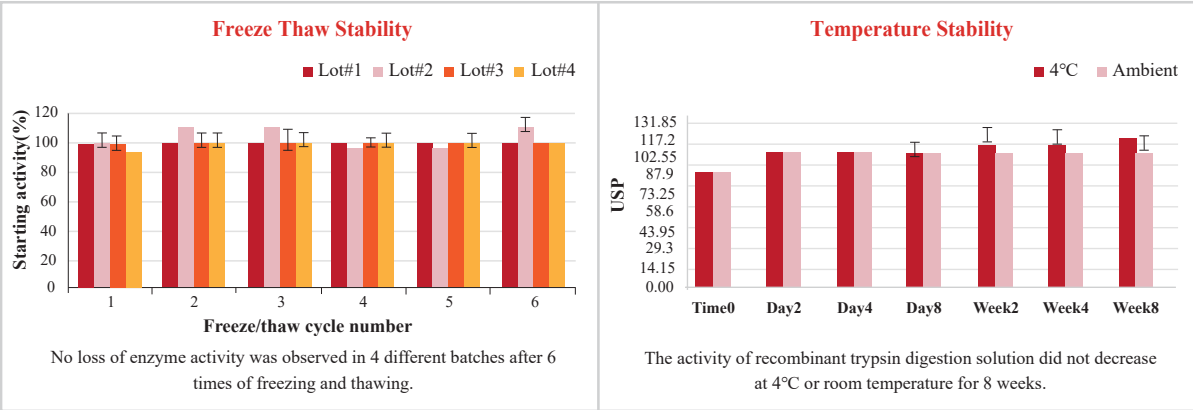 Freeze Thaw Stability
Lot#1 Lot#2 Lot#3 Lot#4
Starting activity(%)
120
100
80
60
40
20
0
1 2 3 4 5 6
Freeze/thaw cycle number
No loss of enzyme activity was observed in 4 different batches after 6
times of freezing and thawing.
Temperature Stability
4℃ Ambient
USP
131.85
117.2
102.55
87.9
73.25
58.6
43.95
29.3
14.15
0.00
Time0 Day2 Day4 Day8 Week2 Week4 Week8
The activity of recombinant trypsin digestion solution did not decrease
at 4℃ or room temperature for 8 weeks.